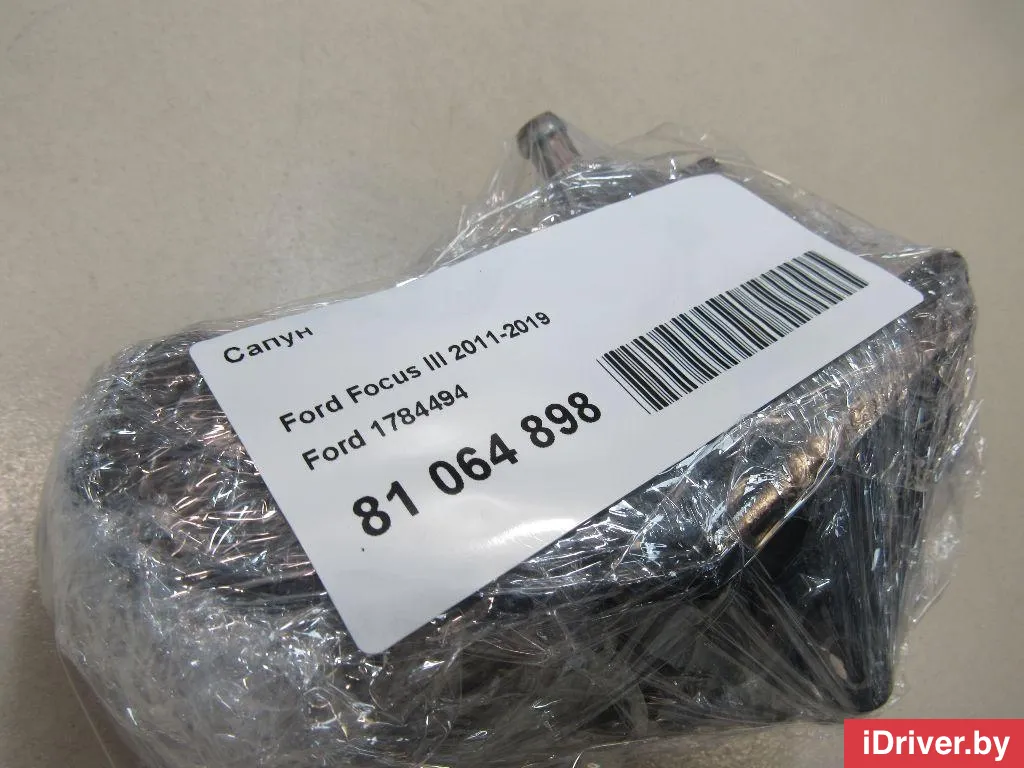 Сапун
Ford Focus III 2011-2019
Ford 1784494
81 064 898
iDriver.by